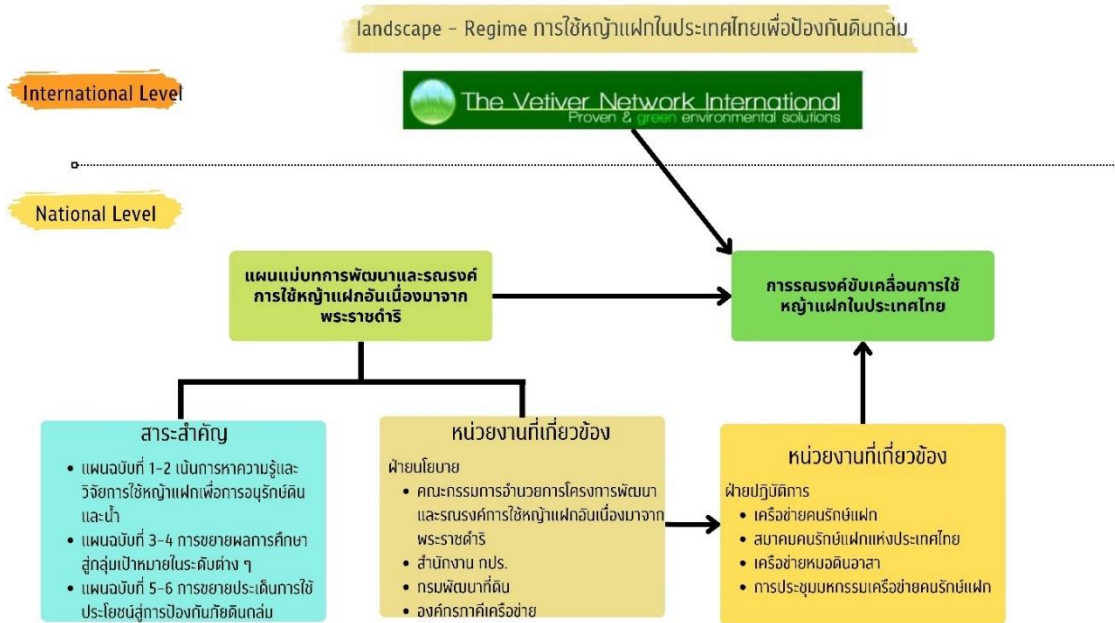 landscape – Regime การใช้หญ้าแฝกในประเทศไทยเพื่อป้องกันดินถล่ม
International Level
The Vetiver Network International
Proven & green environmental solutions
National Level
แผนแม่บทการพัฒนาและรณรงค์
การใช้หญ้าแฝกอันเนื่องมาจาก
พระราชดำริ
การรณรงค์ขับเคลื่อนการใช้
หญ้าแฝกในประเทศไทย
สาระสำคัญ
• แผนฉบับที่ 1-2 เน้นการหาความรู้และ
วิจัยการใช้หญ้าแฝกเพื่อการอนุรักษ์ดิน
และน้ำ
• แผนฉบับที่ 3-4 การขยายผลการศึกษา
สู่กลุ่มเป้าหมายในระดับต่าง ๆ
• แผนฉบับที่ 5-6 การขยายประเด็นการใช้
ประโยชน์สู่การป้องกันภัยดินถล่ม
หน่วยงานที่เกี่ยวข้อง
ฝ่ายนโยบาย
• คณะกรรมการอำนวยการโครงการพัฒนา
และรณรงค์การใช้หญ้าแฝกอันเนื่องมาจาก
พระราชดำริ
• สำนักงาน กปร.
• กรมพัฒนาที่ดิน
• องค์กรภาคีเครือข่าย
หน่วยงานที่เกี่ยวข้อง
ฝ่ายปฏิบัติการ
• เครือข่ายคนรักษ์แฝก
• สมาคมคนรักษ์แฝกแห่งประเทศไทย
• เครือข่ายหมอดินอาสา
• การประชุมมหกรรมเครือข่ายคนรักษ์แฝก